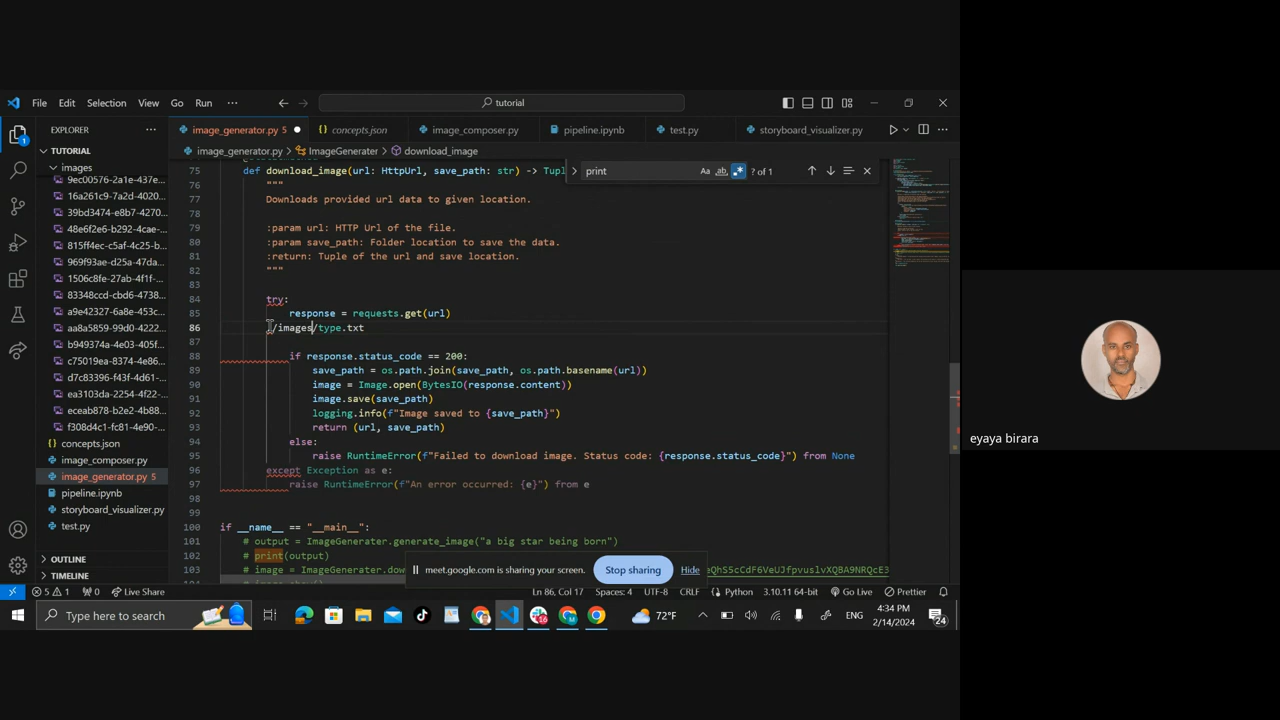 File Edit Selection View Go Run ··· tutorial
EXPLORER ···
TUTORIAL
images
9ec00576-2a1e-437e...
16a261c9-7a2d-4020...
39bd3474-e8b7-4270...
48e6f2e6-b292-4cae-...
815ff4ec-c5af-4c25-b...
969f93ae-d25a-47da...
1506c8fe-27ab-4f1f-...
83348ccd-cbd6-4738...
a9e42327-6a8e-453c...
aa8a5859-99d0-4222...
b949374a-4e03-405f...
c75019ea-8374-4e36...
d7c83396-f43f-4d61-...
ea3103da-2254-4f22-...
eceab878-b2e2-4b88...
f308d4c1-fc81-4e90-...
concepts.json
image_composer.py
image_generator.py 5
pipeline.ipynb
storyboard_visualizer.py
test.py
OUTLINE
TIMELINE
image_generator.py 5 concepts.json image_composer.py pipeline.ipynb test.py storyboard_visualizer.py
image_generator.py > ImageGenerater > download_image
print Aa ab .* ? of 1
75 def download_image(url: HttpUrl, save_path: str) -> Tupl
76 """
77 Downloads provided url data to given location.
78
79 :param url: HTTP Url of the file.
80 :param save_path: Folder location to save the data.
81 :return: Tuple of the url and save location.
82 """
83
84 try:
85 response = requests.get(url)
86 /images/type.txt
87
88 if response.status_code == 200:
89 save_path = os.path.join(save_path, os.path.basename(url))
90 image = Image.open(BytesIO(response.content))
91 image.save(save_path)
92 logging.info(f"Image saved to {save_path}")
93 return (url, save_path)
94 else:
95 raise RuntimeError(f"Failed to download image. Status code: {response.status_code}") from None
96 except Exception as e:
97 raise RuntimeError(f"An error occurred: {e}") from e
98
99
100 if __name__ == "__main__":
101 # output = ImageGenerater.generate_image("a big star being born")
102 # print(output)
103 # image = ImageGenerater.dow
meet.google.com is sharing your screen. Stop sharing Hide
5 1 0 Live Share Ln 86, Col 17 Spaces: 4 UTF-8 CRLF Python 3.10.11 64-bit Go Live Prettier
Type here to search 16 72°F ENG 4:34 PM 2/14/2024 24
eyaya birara